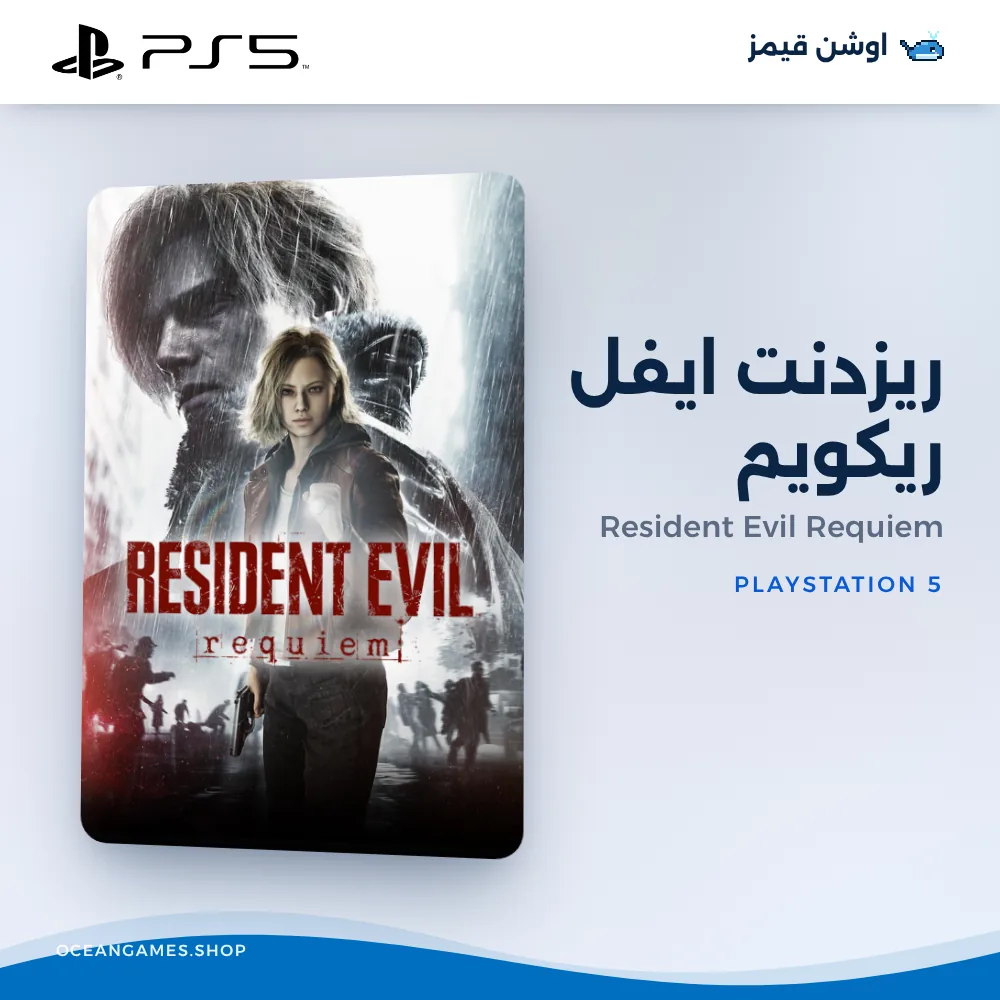 PS5
اوشن قيمز
ريزدنت ايفل
ريكويم
Resident Evil Requiem
PLAYSTATION 5
RESIDENT EVIL
requiem
OCEANGAMES.SHOP